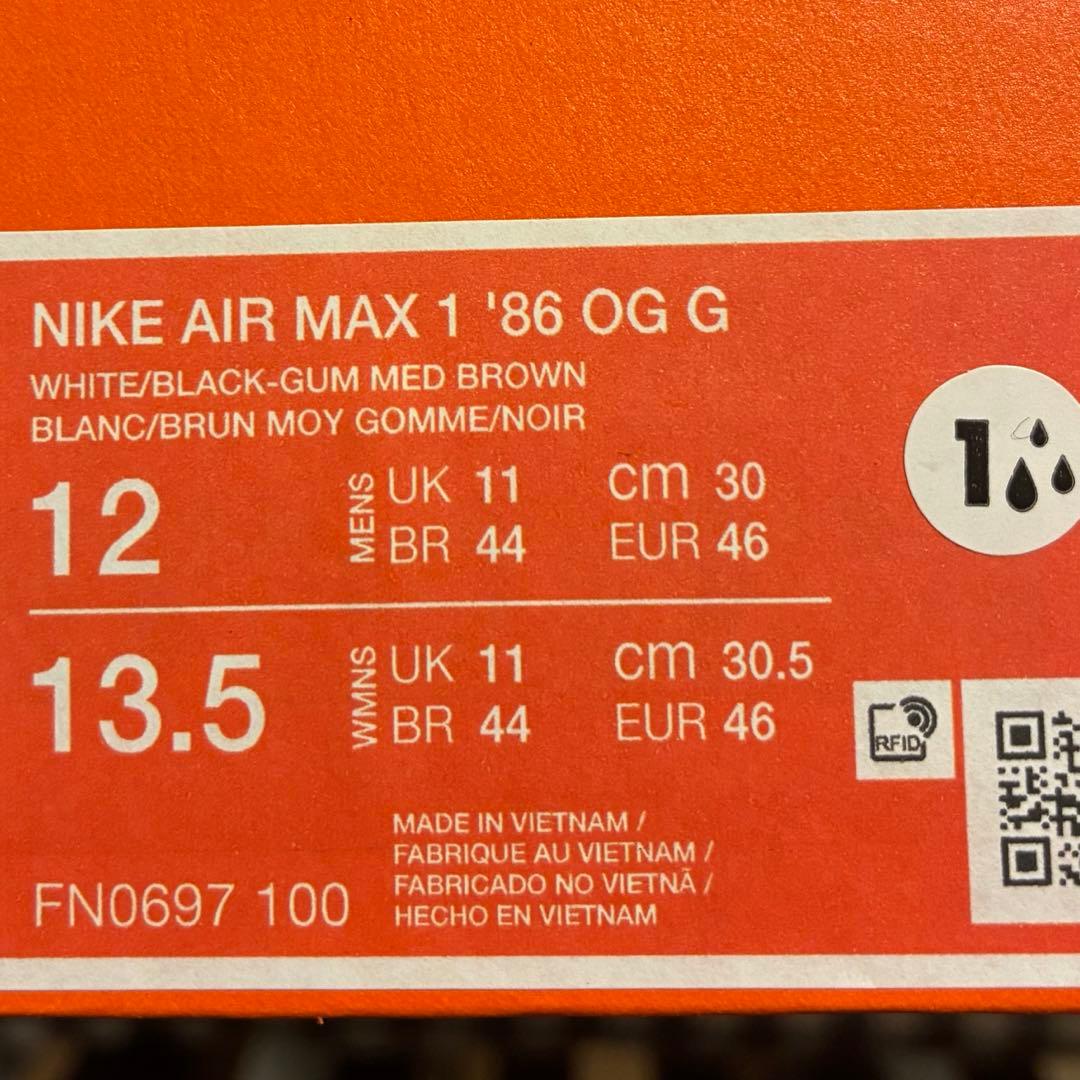 NIKE AIR MAX 1 '86 OG G
WHITE/BLACK-GUM MED BROWN
BLANC/BRUN MOY GOMME/NOIR
12 MENS UK 11 cm 30
BR 44 EUR 46
13.5 WMNS UK 11 cm 30.5
BR 44 EUR 46
1
RFID
MADE IN VIETNAM /
FABRIQUE AU VIETNAM /
FABRICADO NO VIETNÃ /
HECHO EN VIETNAM
FN0697 100